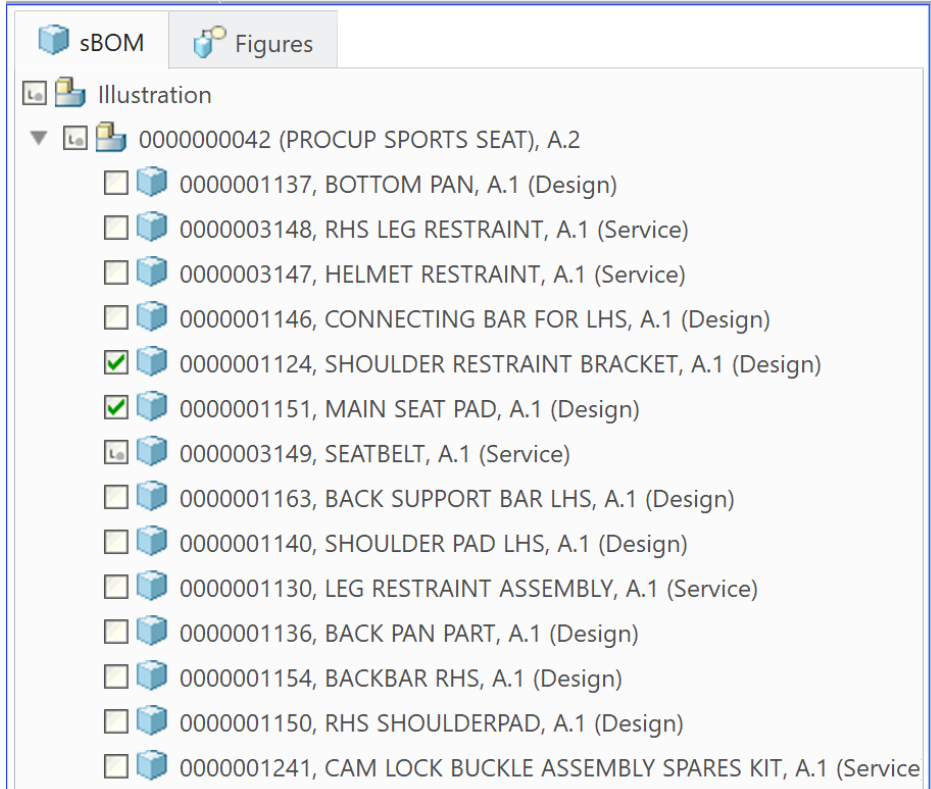 sBOM
Figures
Illustration
0000000042 (PROCUP SPORTS SEAT), A.2
0000001137, BOTTOM PAN, A.1 (Design)
0000003148, RHS LEG RESTRAINT, A.1 (Service)
0000003147, HELMET RESTRAINT, A.1 (Service)
0000001146, CONNECTING BAR FOR LHS, A.1 (Design)
0000001124, SHOULDER RESTRAINT BRACKET, A.1 (Design)
0000001151, MAIN SEAT PAD, A.1 (Design)
0000003149, SEATBELT, A.1 (Service)
0000001163, BACK SUPPORT BAR LHS, A.1 (Design)
0000001140, SHOULDER PAD LHS, A.1 (Design)
0000001130, LEG RESTRAINT ASSEMBLY, A.1 (Service)
0000001136, BACK PAN PART, A.1 (Design)
0000001154, BACKBAR RHS, A.1 (Design)
0000001150, RHS SHOULDERPAD, A.1 (Design)
0000001241, CAM LOCK BUCKLE ASSEMBLY SPARES KIT, A.1 (Service